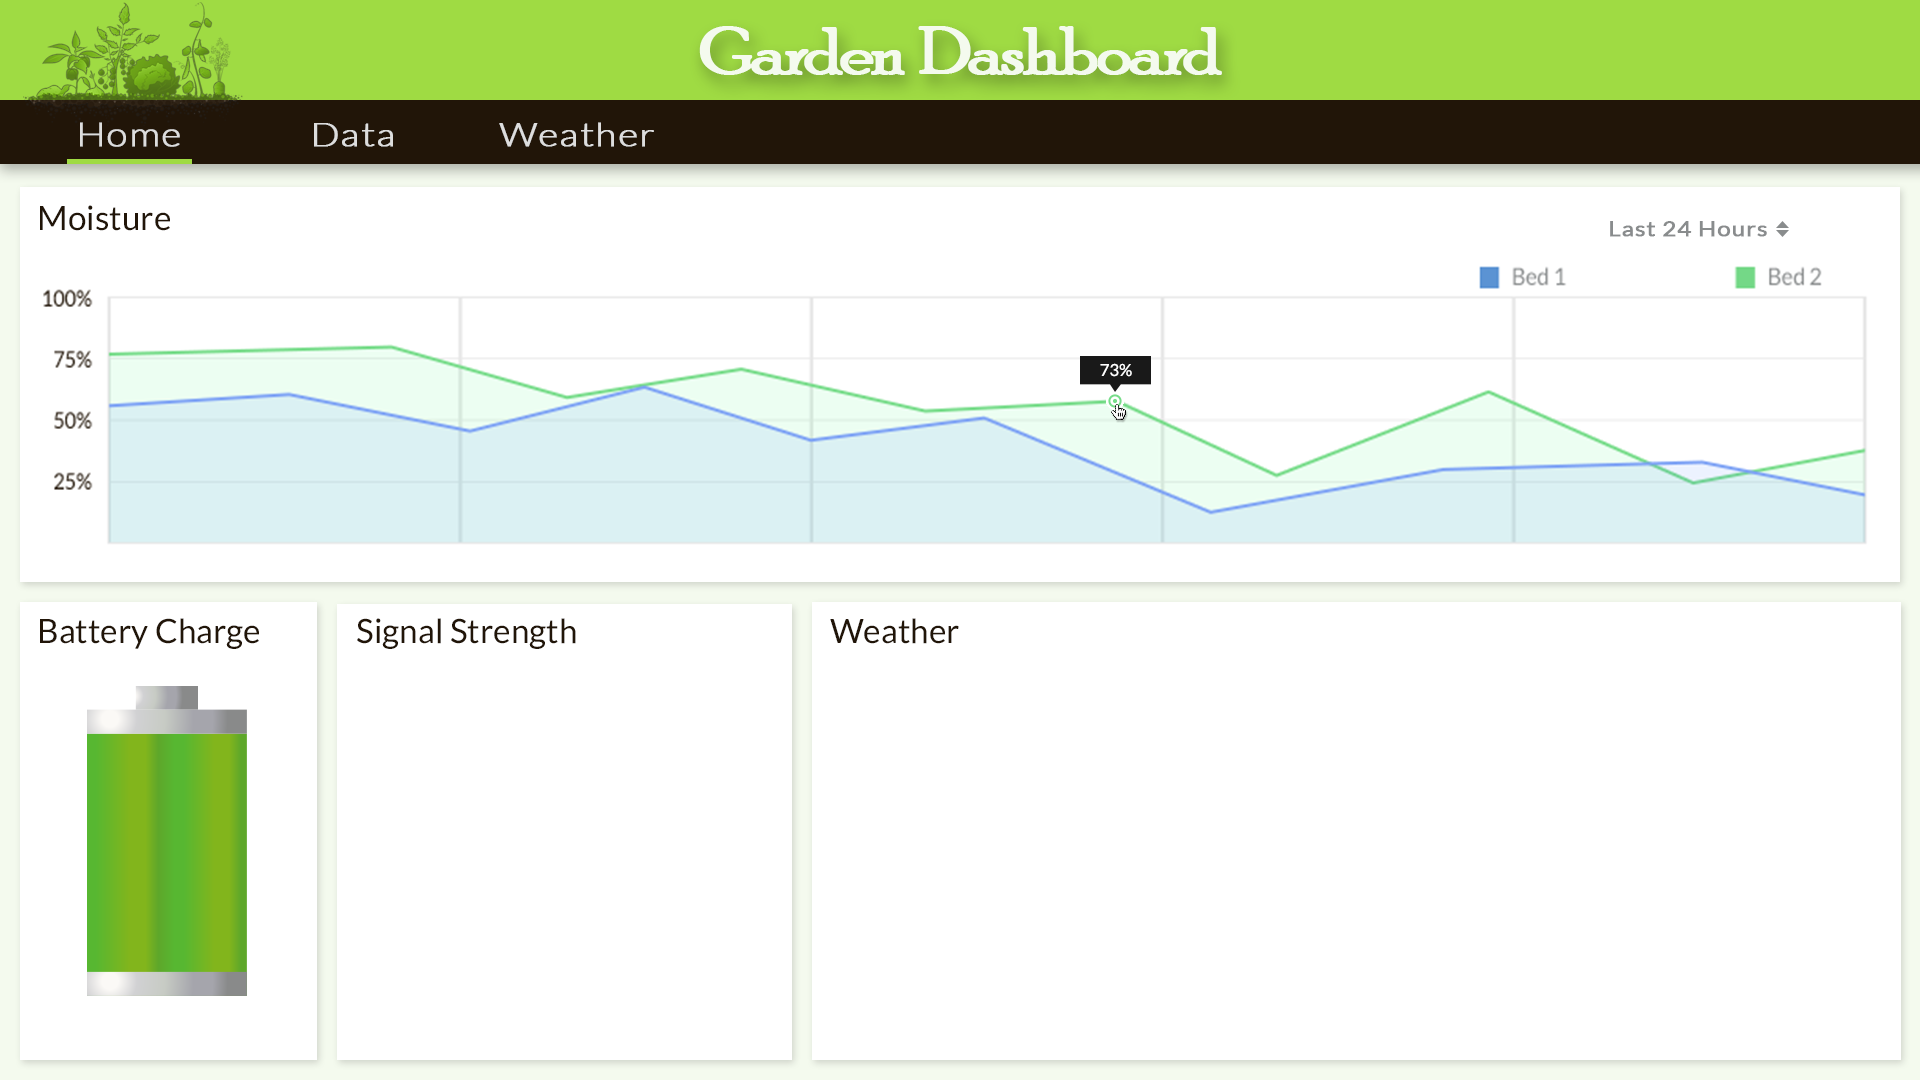 Garden Dashboard
Home Data Weather
Moisture
Last 24 Hours
Bed 1 Bed 2
100%
75%
73%
50%
25%
Battery Charge
Signal Strength
Weather